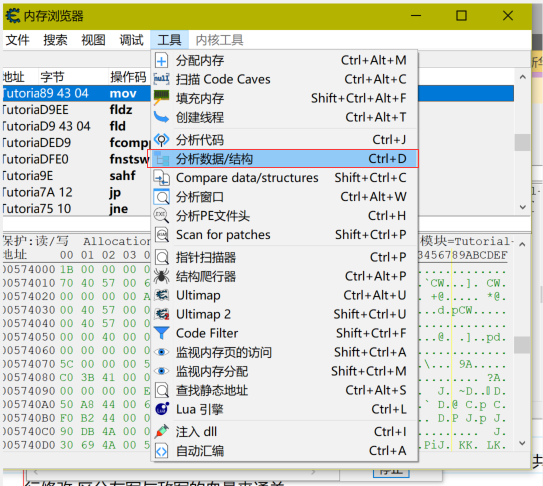 内存浏览器
文件 搜索 视图 调试 工具 内核工具
地址 字节 操作码
Tutoria89 43 04 mov
TutoriaD9EE fldz
TutoriaD9 43 04 fld
TutoriaDED9 fcompp
TutoriaDFE0 fnstsw
Tutoria9E sahf
Tutoria7A 12 jp
Tutoria75 10 jne
分配内存 Ctrl+Alt+M
扫描 Code Caves Ctrl+Alt+C
填充内存 Shift+Ctrl+Alt+F
创建线程 Ctrl+Alt+T
分析代码 Ctrl+J
分析数据/结构 Ctrl+D
Compare data/structures Shift+Ctrl+C
分析窗口 Ctrl+Alt+W
分析PE文件头 Ctrl+H
Scan for patches Shift+Ctrl+P
指针扫描器 Ctrl+P
结构爬行器 Ctrl+Alt+P
Ultimap Ctrl+Alt+U
Ultimap 2 Shift+Ctrl+U
Code Filter Shift+Ctrl+F
监视内存页的访问 Shift+Ctrl+A
监视内存分配 Shift+Ctrl+M
查找静态地址 Ctrl+Alt+S
Lua 引擎 Ctrl+L
注入 dll Ctrl+I
自动汇编 Ctrl+A
保护:读/写 Allocation 模块=Tutorial-
地址 00 01 02 03 3456789ABCDEF
00574000 1B 00 00 00
00574010 70 40 57 00
00574020 00 00 00 00
00574030 00 40 57 00
00574040 00 00 40 00
00574050 00 40 57 00
00574060 00 00 40 00
00574070 5C 00 00 00
00574080 C0 3B 41 00
00574090 00 00 00 00
005740A0 50 A8 44 00
005740B0 F0 B2 44 00
005740C0 90 DB 4A 00
005740D0 30 69 4A 00
停止